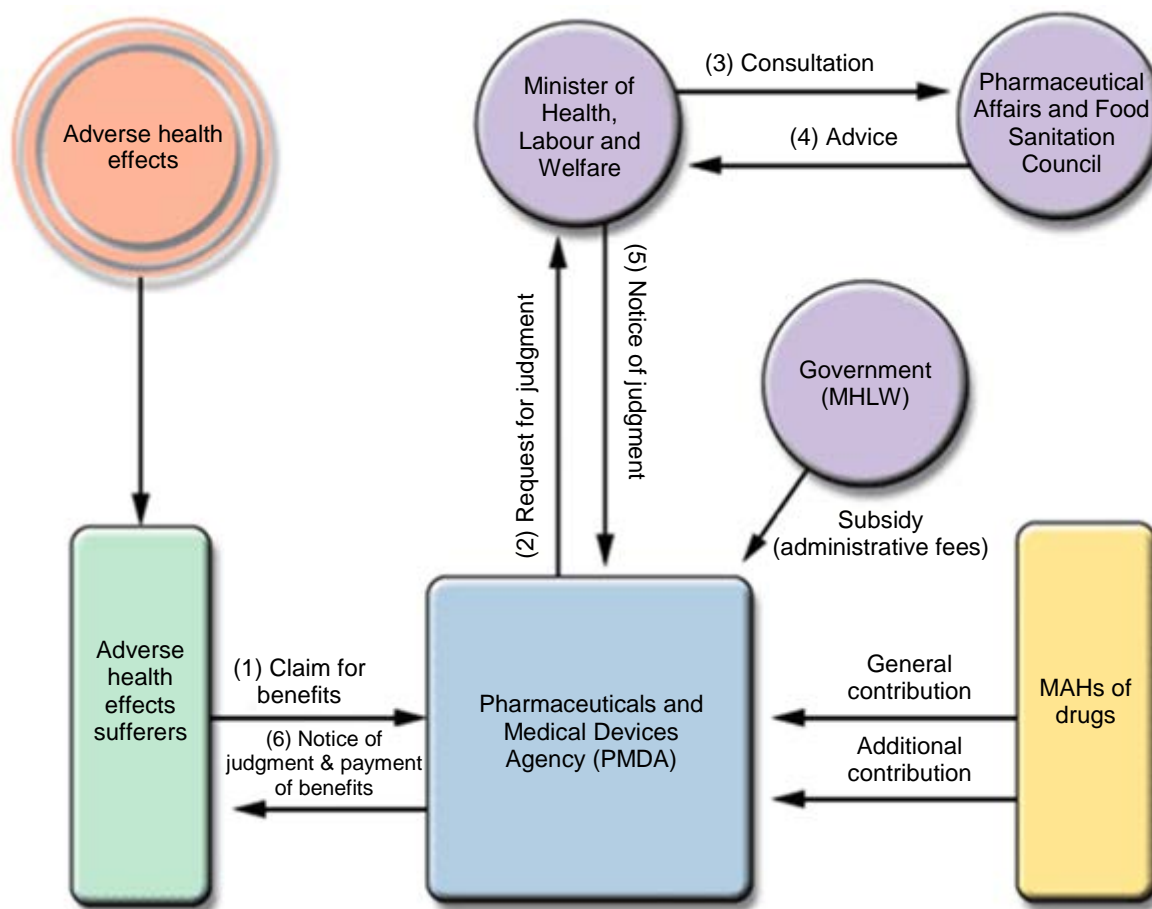 Adverse health
effects
Minister of
Health,
Labour and
Welfare
(3) Consultation
(4) Advice
Pharmaceutical
Affairs and Food
Sanitation
Council
(2) Request for judgment
(5) Notice of judgment
Government
(MHLW)
Subsidy
(administrative fees)
Adverse
health
effects
sufferers
(1) Claim for
benefits
(6) Notice of
judgment & payment
of benefits
Pharmaceuticals and
Medical Devices
Agency (PMDA)
General
contribution
Additional
contribution
MAHs of
drugs